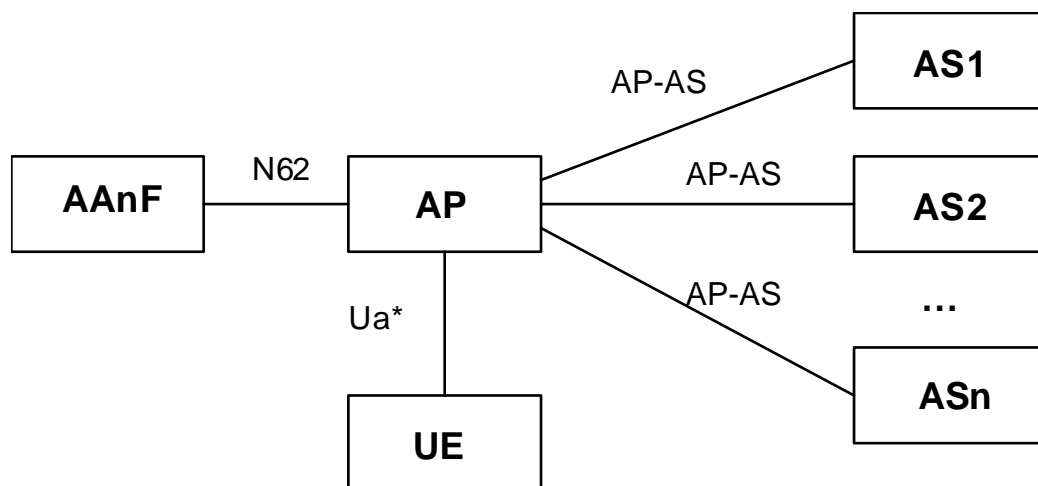 AS1
AP-AS
N62
AP-AS
AAnF
AP
AS2
AP-AS
...
Ua*
ASn
UE